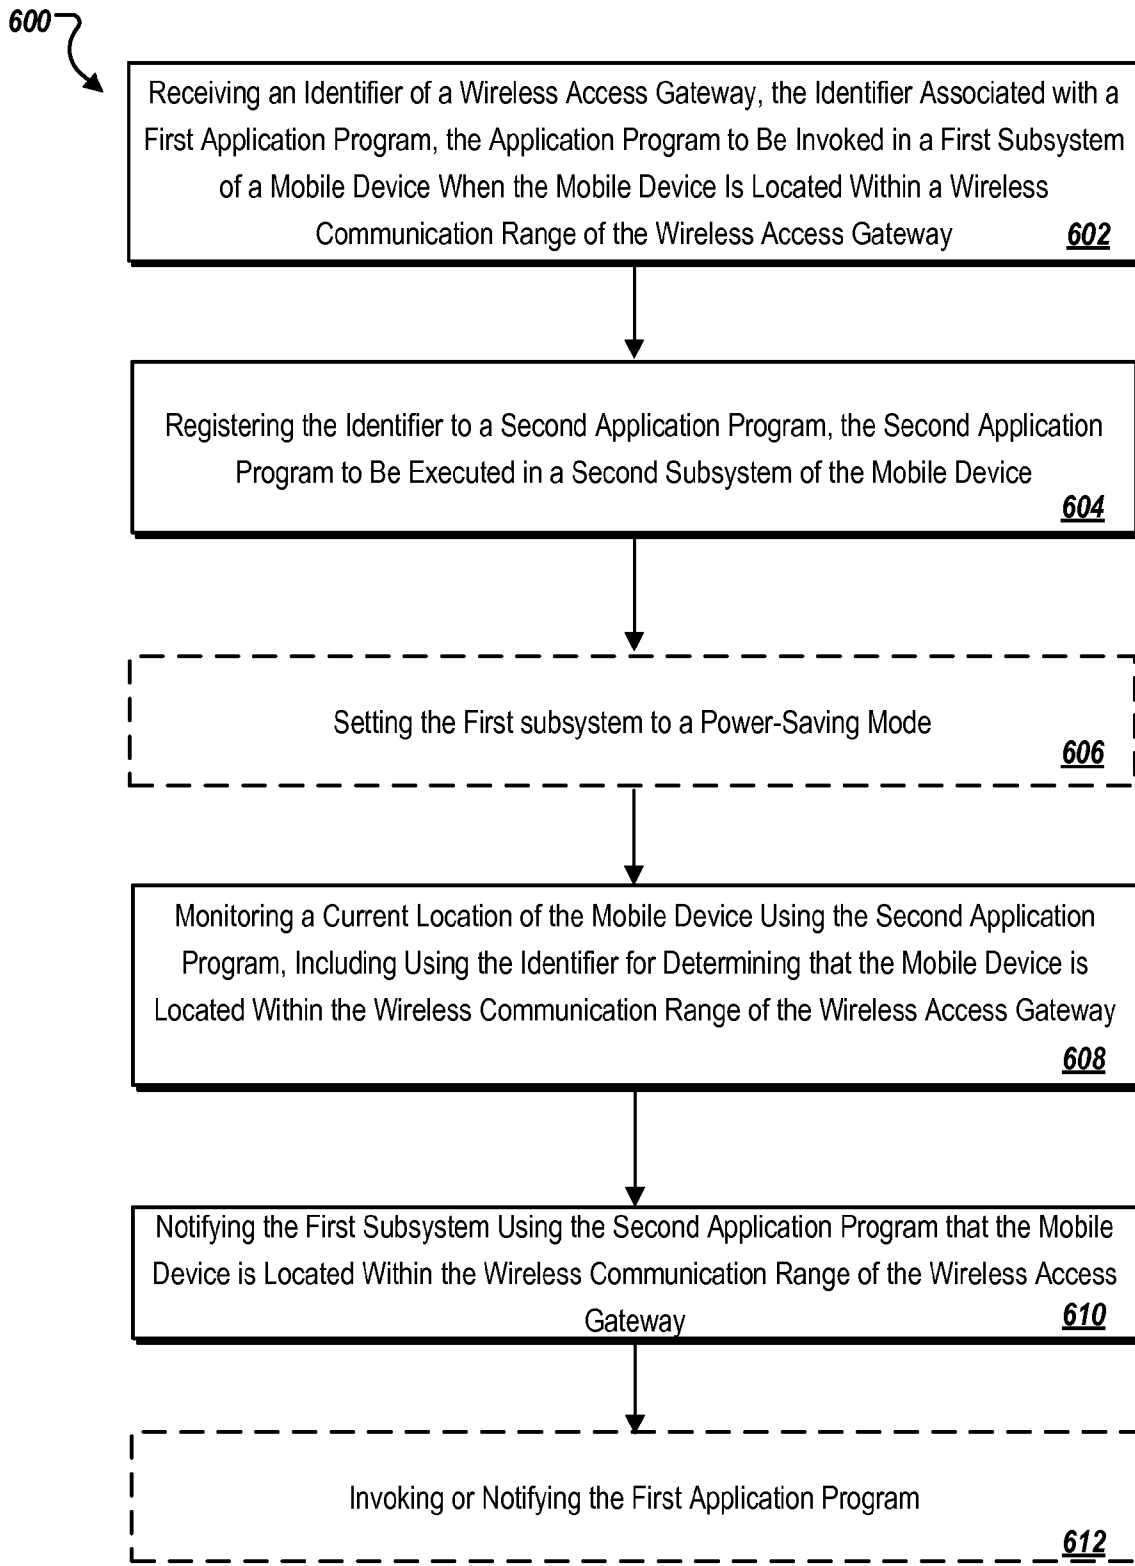 600
Receiving an Identifier of a Wireless Access Gateway, the Identifier Associated with a
First Application Program, the Application Program to Be Invoked in a First Subsystem
of a Mobile Device When the Mobile Device Is Located Within a Wireless
Communication Range of the Wireless Access Gateway 602
Registering the Identifier to a Second Application Program, the Second Application
Program to Be Executed in a Second Subsystem of the Mobile Device
604
Setting the First subsystem to a Power-Saving Mode
606
Monitoring a Current Location of the Mobile Device Using the Second Application
Program, Including Using the Identifier for Determining that the Mobile Device is
Located Within the Wireless Communication Range of the Wireless Access Gateway
608
Notifying the First Subsystem Using the Second Application Program that the Mobile
Device is Located Within the Wireless Communication Range of the Wireless Access
Gateway 610
Invoking or Notifying the First Application Program
612